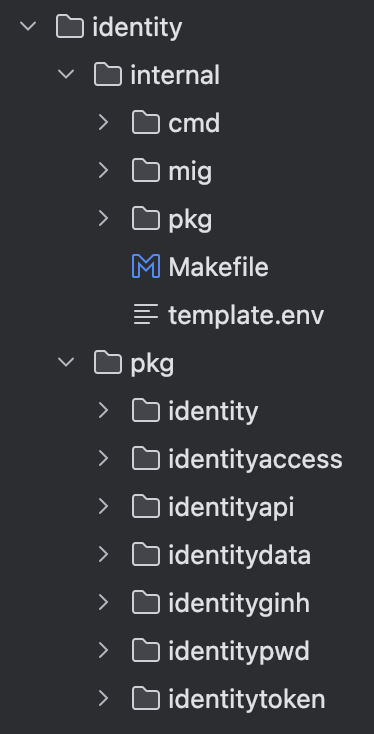 identity
internal
cmd
mig
pkg
Makefile
template.env
pkg
identity
identityaccess
identityapi
identitydata
identityginh
identitypwd
identitytoken